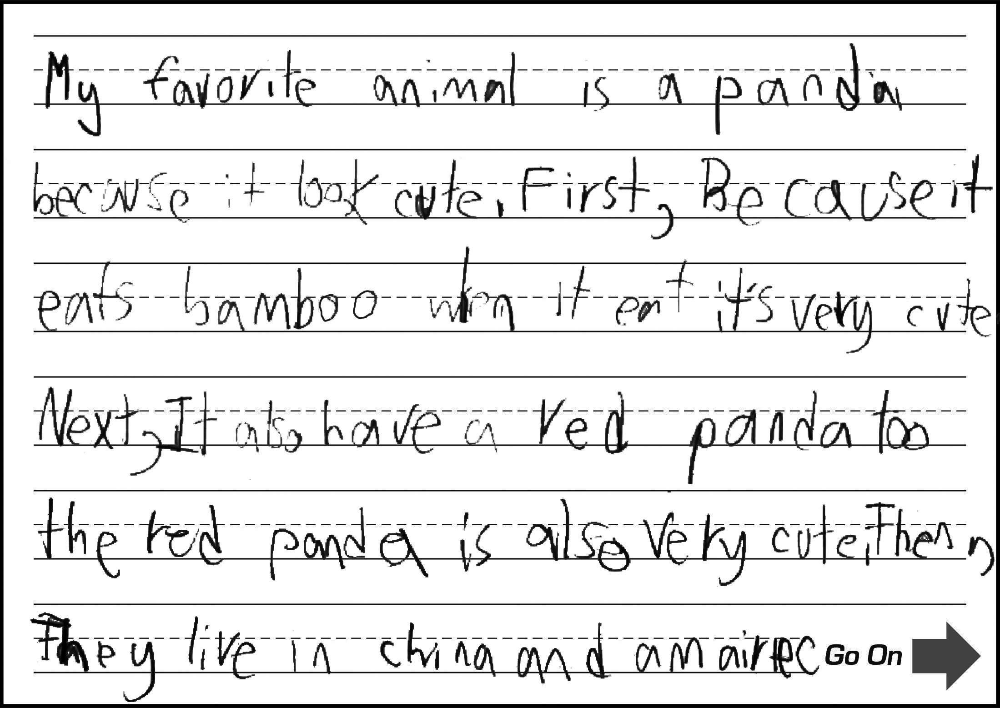 My favorite animal is a panda,
because it look cute. First, Because it
eats bamboo when it eat it's very cute
Next, It also have a red panda too
the red panda is also very cute. Then,
They live in china and amairec
Go On